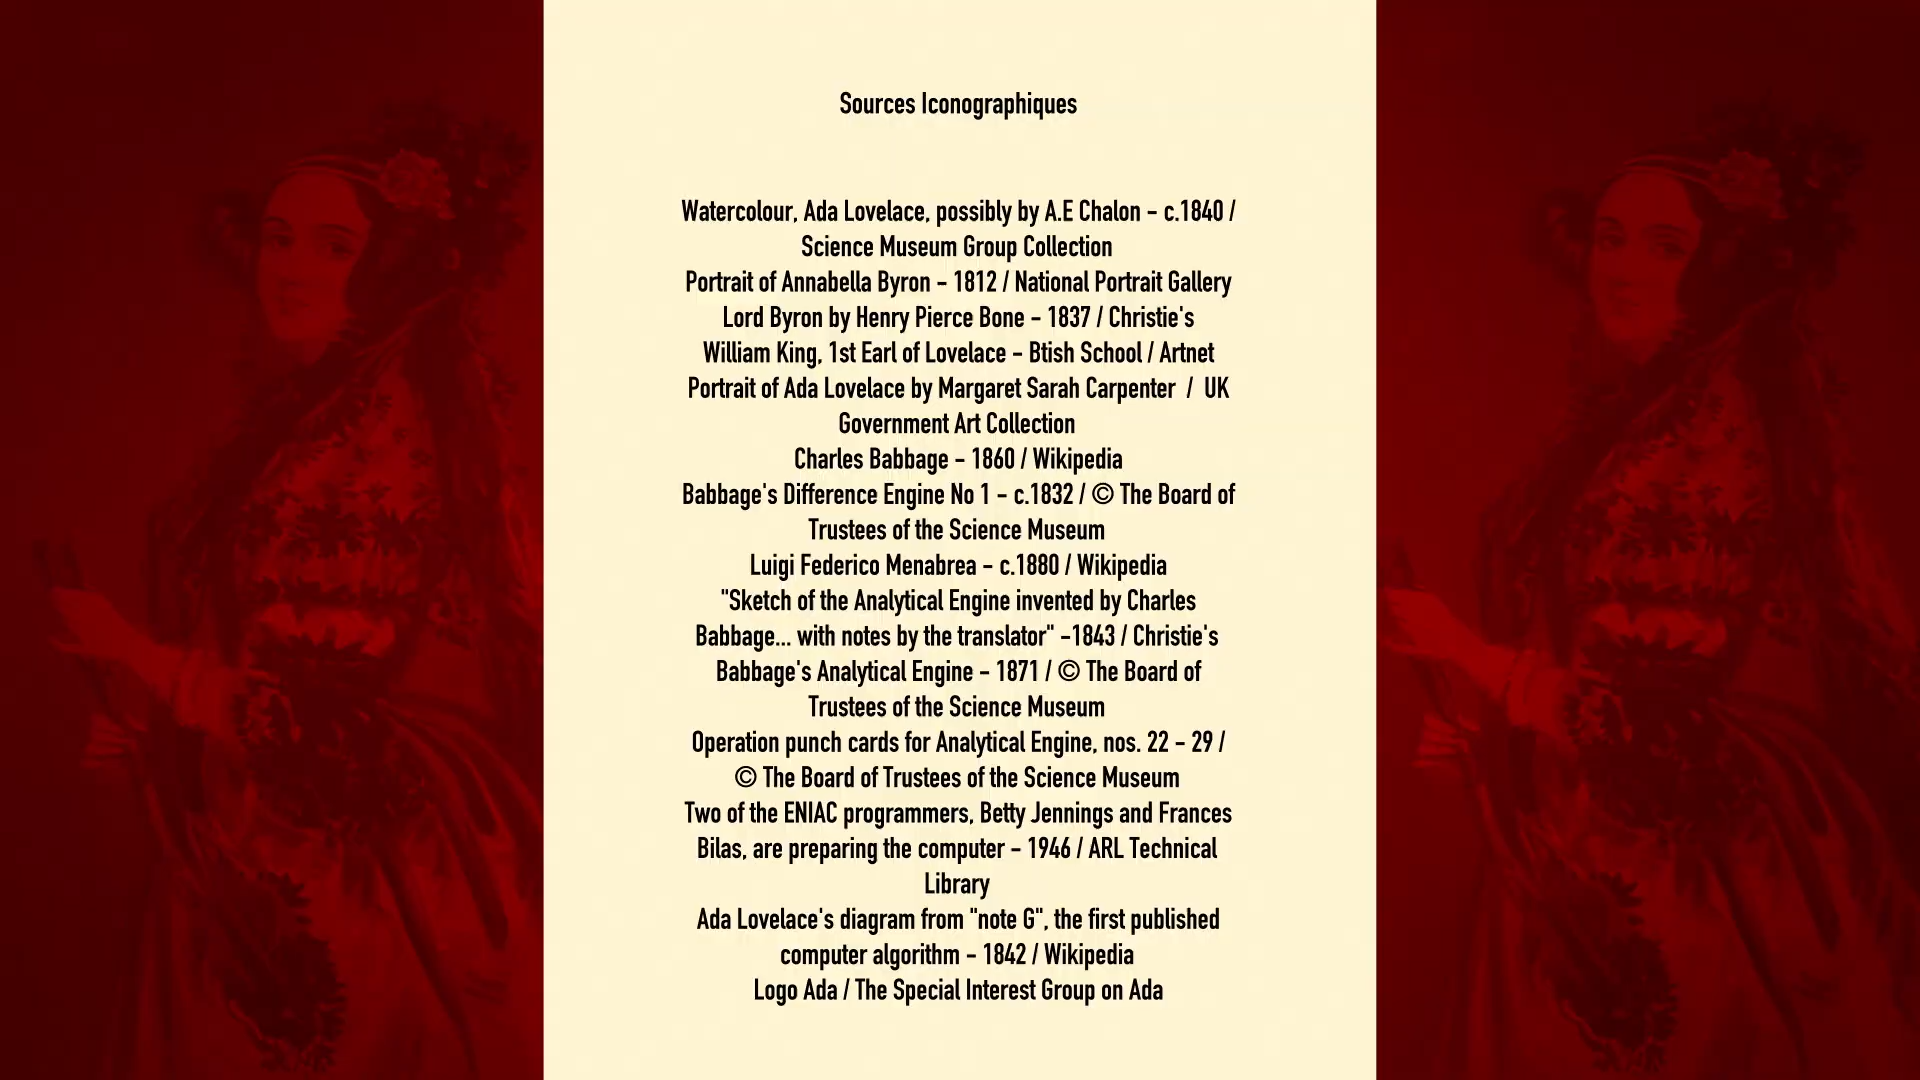 Sources Iconographiques
Watercolour, Ada Lovelace, possibly by A.E Chalon - c.1840 /
Science Museum Group Collection
Portrait of Annabella Byron - 1812 / National Portrait Gallery
Lord Byron by Henry Pierce Bone - 1837 / Christie's
William King, 1st Earl of Lovelace - Btish School / Artnet
Portrait of Ada Lovelace by Margaret Sarah Carpenter / UK
Government Art Collection
Charles Babbage - 1860 / Wikipedia
Babbage's Difference Engine No 1 - c.1832 / © The Board of
Trustees of the Science Museum
Luigi Federico Menabrea - c.1880 / Wikipedia
"Sketch of the Analytical Engine invented by Charles
Babbage... with notes by the translator" -1843 / Christie's
Babbage's Analytical Engine - 1871 / © The Board of
Trustees of the Science Museum
Operation punch cards for Analytical Engine, nos. 22 - 29 /
© The Board of Trustees of the Science Museum
Two of the ENIAC programmers, Betty Jennings and Frances
Bilas, are preparing the computer - 1946 / ARL Technical
Library
Ada Lovelace's diagram from "note G", the first published
computer algorithm - 1842 / Wikipedia
Logo Ada / The Special Interest Group on Ada